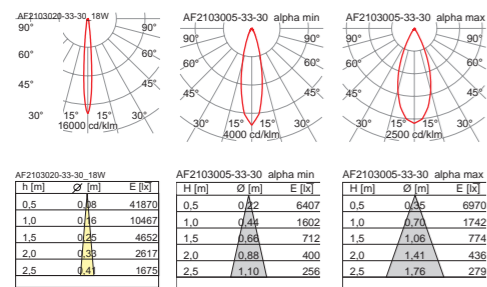 AF2103020-33-30_18W
90° 90°
60° 60°
45° 45°
30° 15° 15° 30°
16000 cd/klm
AF2103005-33-30 alpha min
90° 90°
60° 60°
45° 45°
30° 15° 15° 30°
4000 cd/klm
AF2103005-33-30 alpha max
90° 90°
60° 60°
45° 45°
30° 15° 15° 30°
2500 cd/klm
AF2103020-33-30_18W
h [m] Ø [m] E [lx]
0,5 0,08 41870
1,0 0,16 10467
1,5 0,25 4652
2,0 0,33 2617
2,5 0,41 1675
AF2103005-33-30 alpha min
H [m] Ø [m] E [lx]
0,5 0,22 6407
1,0 0,44 1602
1,5 0,66 712
2,0 0,88 400
2,5 1,10 256
AF2103005-33-30 alpha max
H [m] Ø [m] E [lx]
0,5 0,35 6970
1,0 0,70 1742
1,5 1,06 774
2,0 1,41 436
2,5 1,76 279